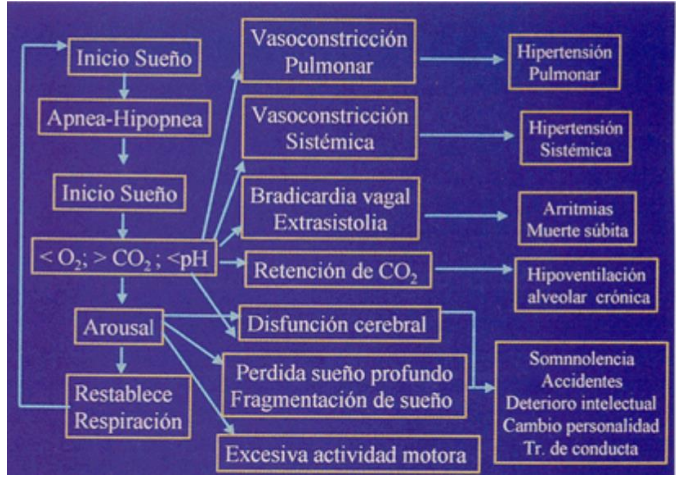 Inicio Sueño
Apnea-Hipopnea
Inicio Sueño
< O₂; > CO₂ ; <pH
Arousal
Restablece
Respiración
Vasoconstricción
Pulmonar
Vasoconstricción
Sistémica
Bradicardia vagal
Extrasistolia
Retención de CO₂
Disfunción cerebral
Perdida sueño profundo
Fragmentación de sueño
Excesiva actividad motora
Hipertensión
Pulmonar
Hipertensión
Sistémica
Arritmias
Muerte súbita
Hipoventilación
alveolar crónica
Somnnolencia
Accidentes
Deterioro intelectual
Cambio personalidad
Tr. de conducta